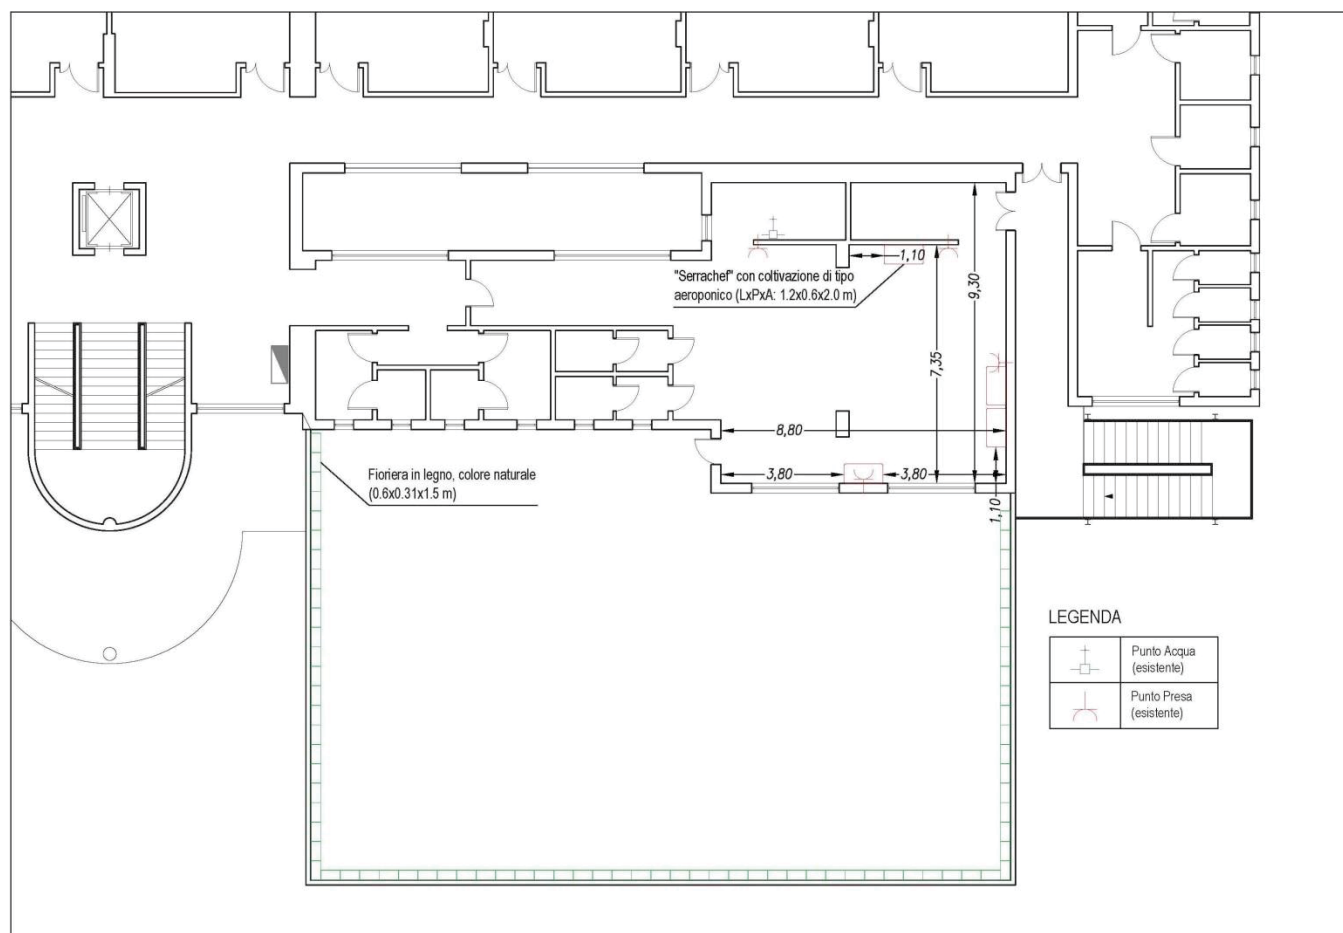 1,10
"Serrachef" con coltivazione di tipo
aeroponico (LxPxA: 1.2x0.6x2.0 m)
9,30
7,35
8,80
3,80
3,80
1,10
Fioriera in legno, colore naturale
(0.6x0.31x1.5 m)
LEGENDA
Punto Acqua
(esistente)
Punto Presa
(esistente)